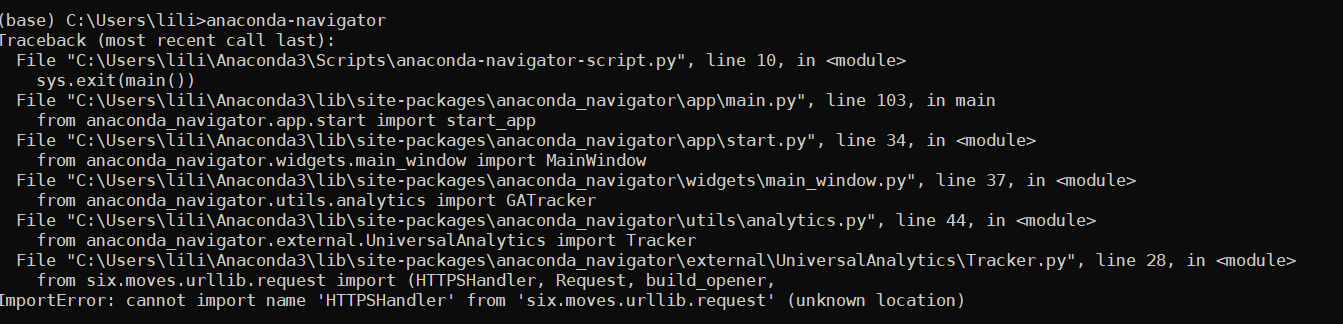 (base) C:\Users\lili>anaconda-navigator
Traceback (most recent call last):
  File "C:\Users\lili\Anaconda3\Scripts\anaconda-navigator-script.py", line 10, in <module>
    sys.exit(main())
  File "C:\Users\lili\Anaconda3\lib\site-packages\anaconda_navigator\app\main.py", line 103, in main
    from anaconda_navigator.app.start import start_app
  File "C:\Users\lili\Anaconda3\lib\site-packages\anaconda_navigator\app\start.py", line 34, in <module>
    from anaconda_navigator.widgets.main_window import MainWindow
  File "C:\Users\lili\Anaconda3\lib\site-packages\anaconda_navigator\widgets\main_window.py", line 37, in <module>
    from anaconda_navigator.utils.analytics import GATracker
  File "C:\Users\lili\Anaconda3\lib\site-packages\anaconda_navigator\utils\analytics.py", line 44, in <module>
    from anaconda_navigator.external.UniversalAnalytics import Tracker
  File "C:\Users\lili\Anaconda3\lib\site-packages\anaconda_navigator\external\UniversalAnalytics\Tracker.py", line 28, in <module>
    from six.moves.urllib.request import (HTTPSHandler, Request, build_opener,
ImportError: cannot import name 'HTTPSHandler' from 'six.moves.urllib.request' (unknown location)